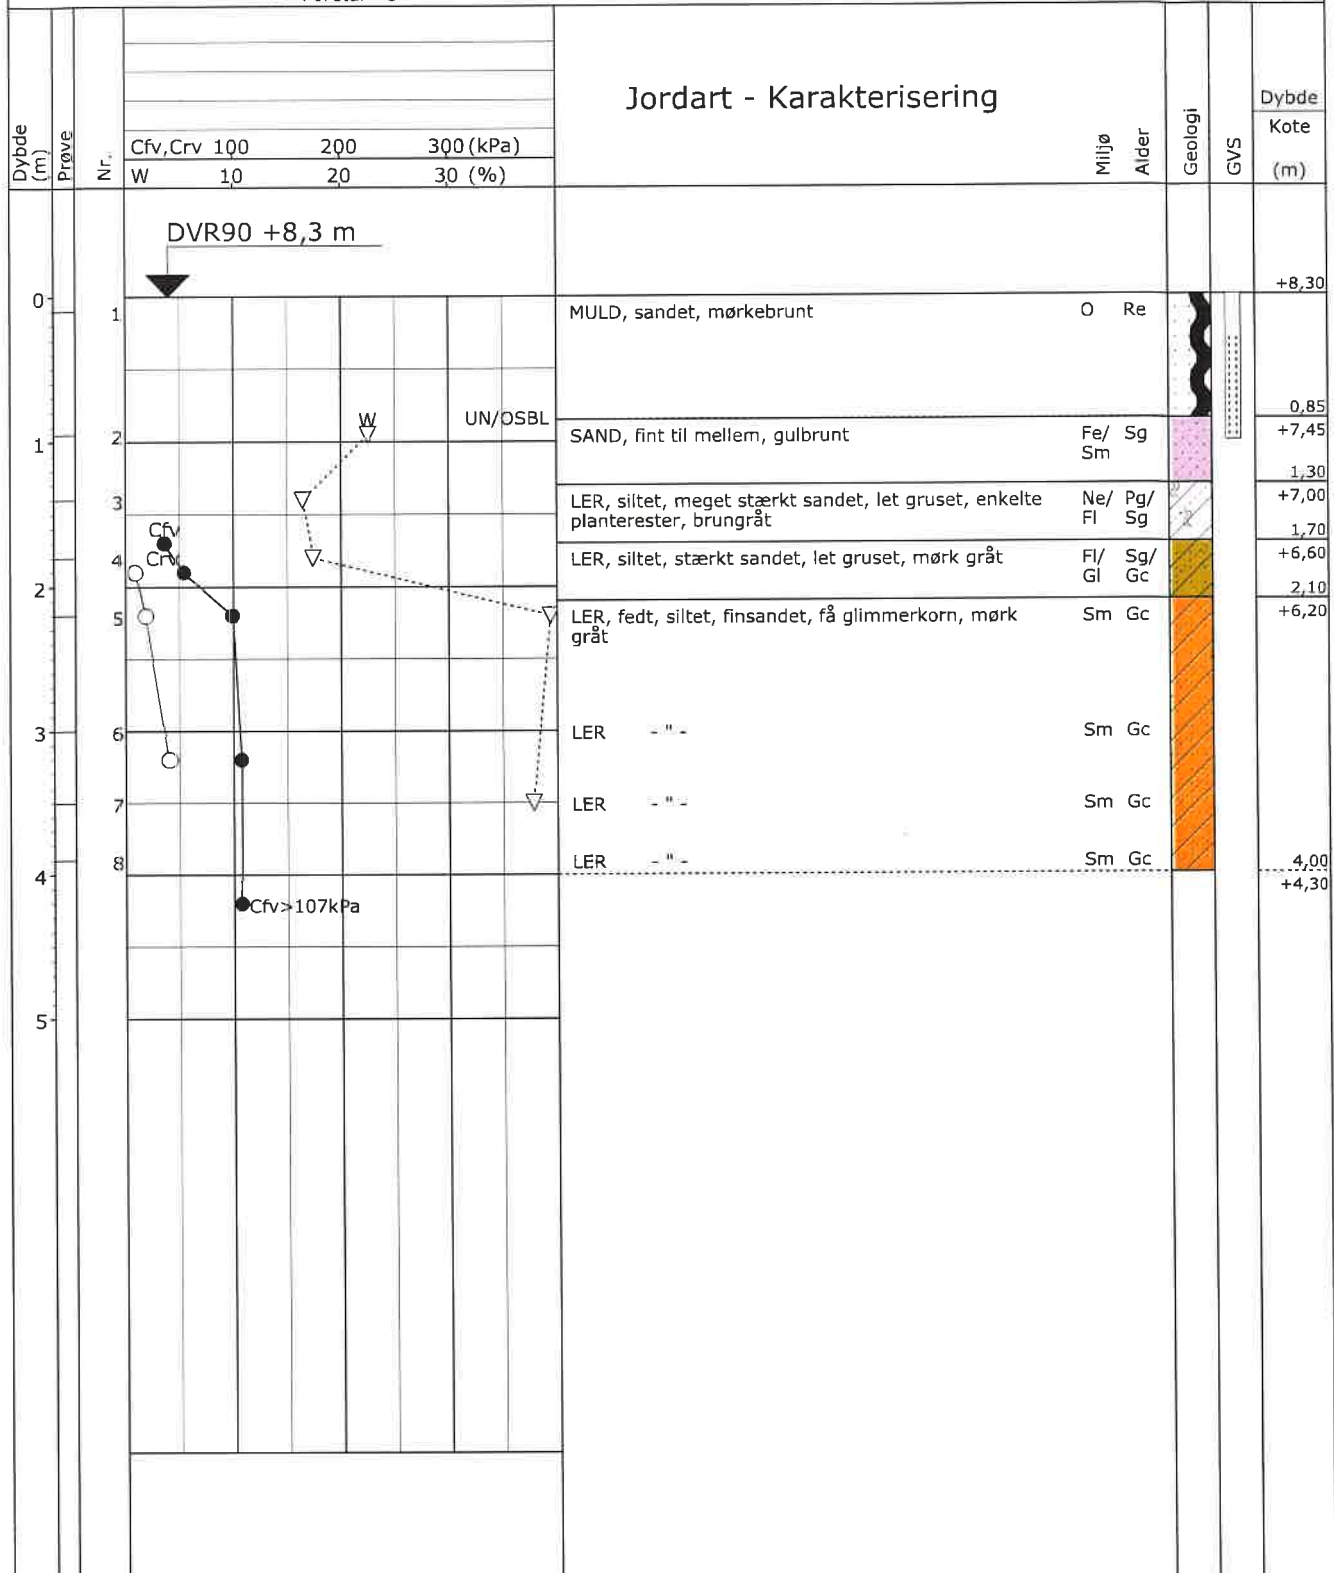 Jordart - Karakterisering
Dybde (m)
Prøve
Nr.
Cfv,Crv 100 200 300 (kPa)
W 10 20 30 (%)
Miljø
Alder
Geologi
GVS
Dybde
Kote
(m)
DVR90 +8,3 m
+8,30
0
1 MULD, sandet, mørkebrunt O Re
0,85
W UN/OSBL
1
2 SAND, fint til mellem, gulbrunt Fe/ Sg +7,45
Sm
1,30
3 LER, siltet, meget stærkt sandet, let gruset, enkelte Ne/ Pg/ +7,00
planterester, brungråt Fl Sg
1,70
Cfv
Crv
4 LER, siltet, stærkt sandet, let gruset, mørk gråt Fl/ Sg/ +6,60
Gl Gc
2 2,10
5 LER, fedt, siltet, finsandet, få glimmerkorn, mørk Sm Gc +6,20
gråt
3 6 LER - " - Sm Gc
7 LER - " - Sm Gc
8 LER - " - Sm Gc 4,00
4 +4,30
Cfv>107kPa
5